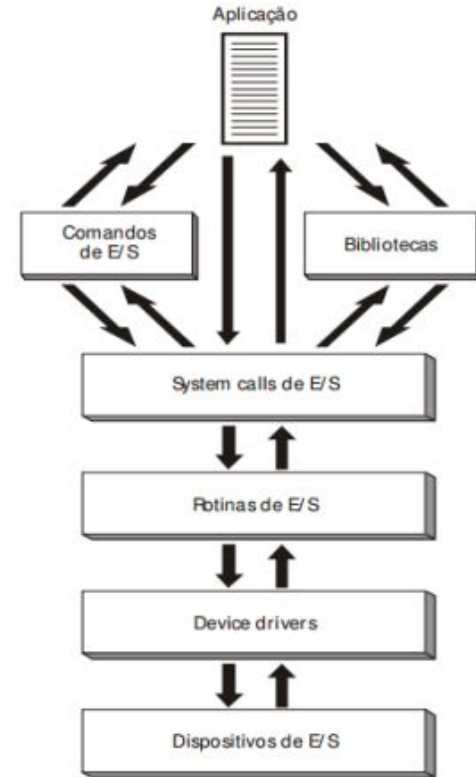 Aplicação
Comandos
de E/S
Bibliotecas
System calls de E/S
Rotinas de E/S
Device drivers
Dispositivos de E/S